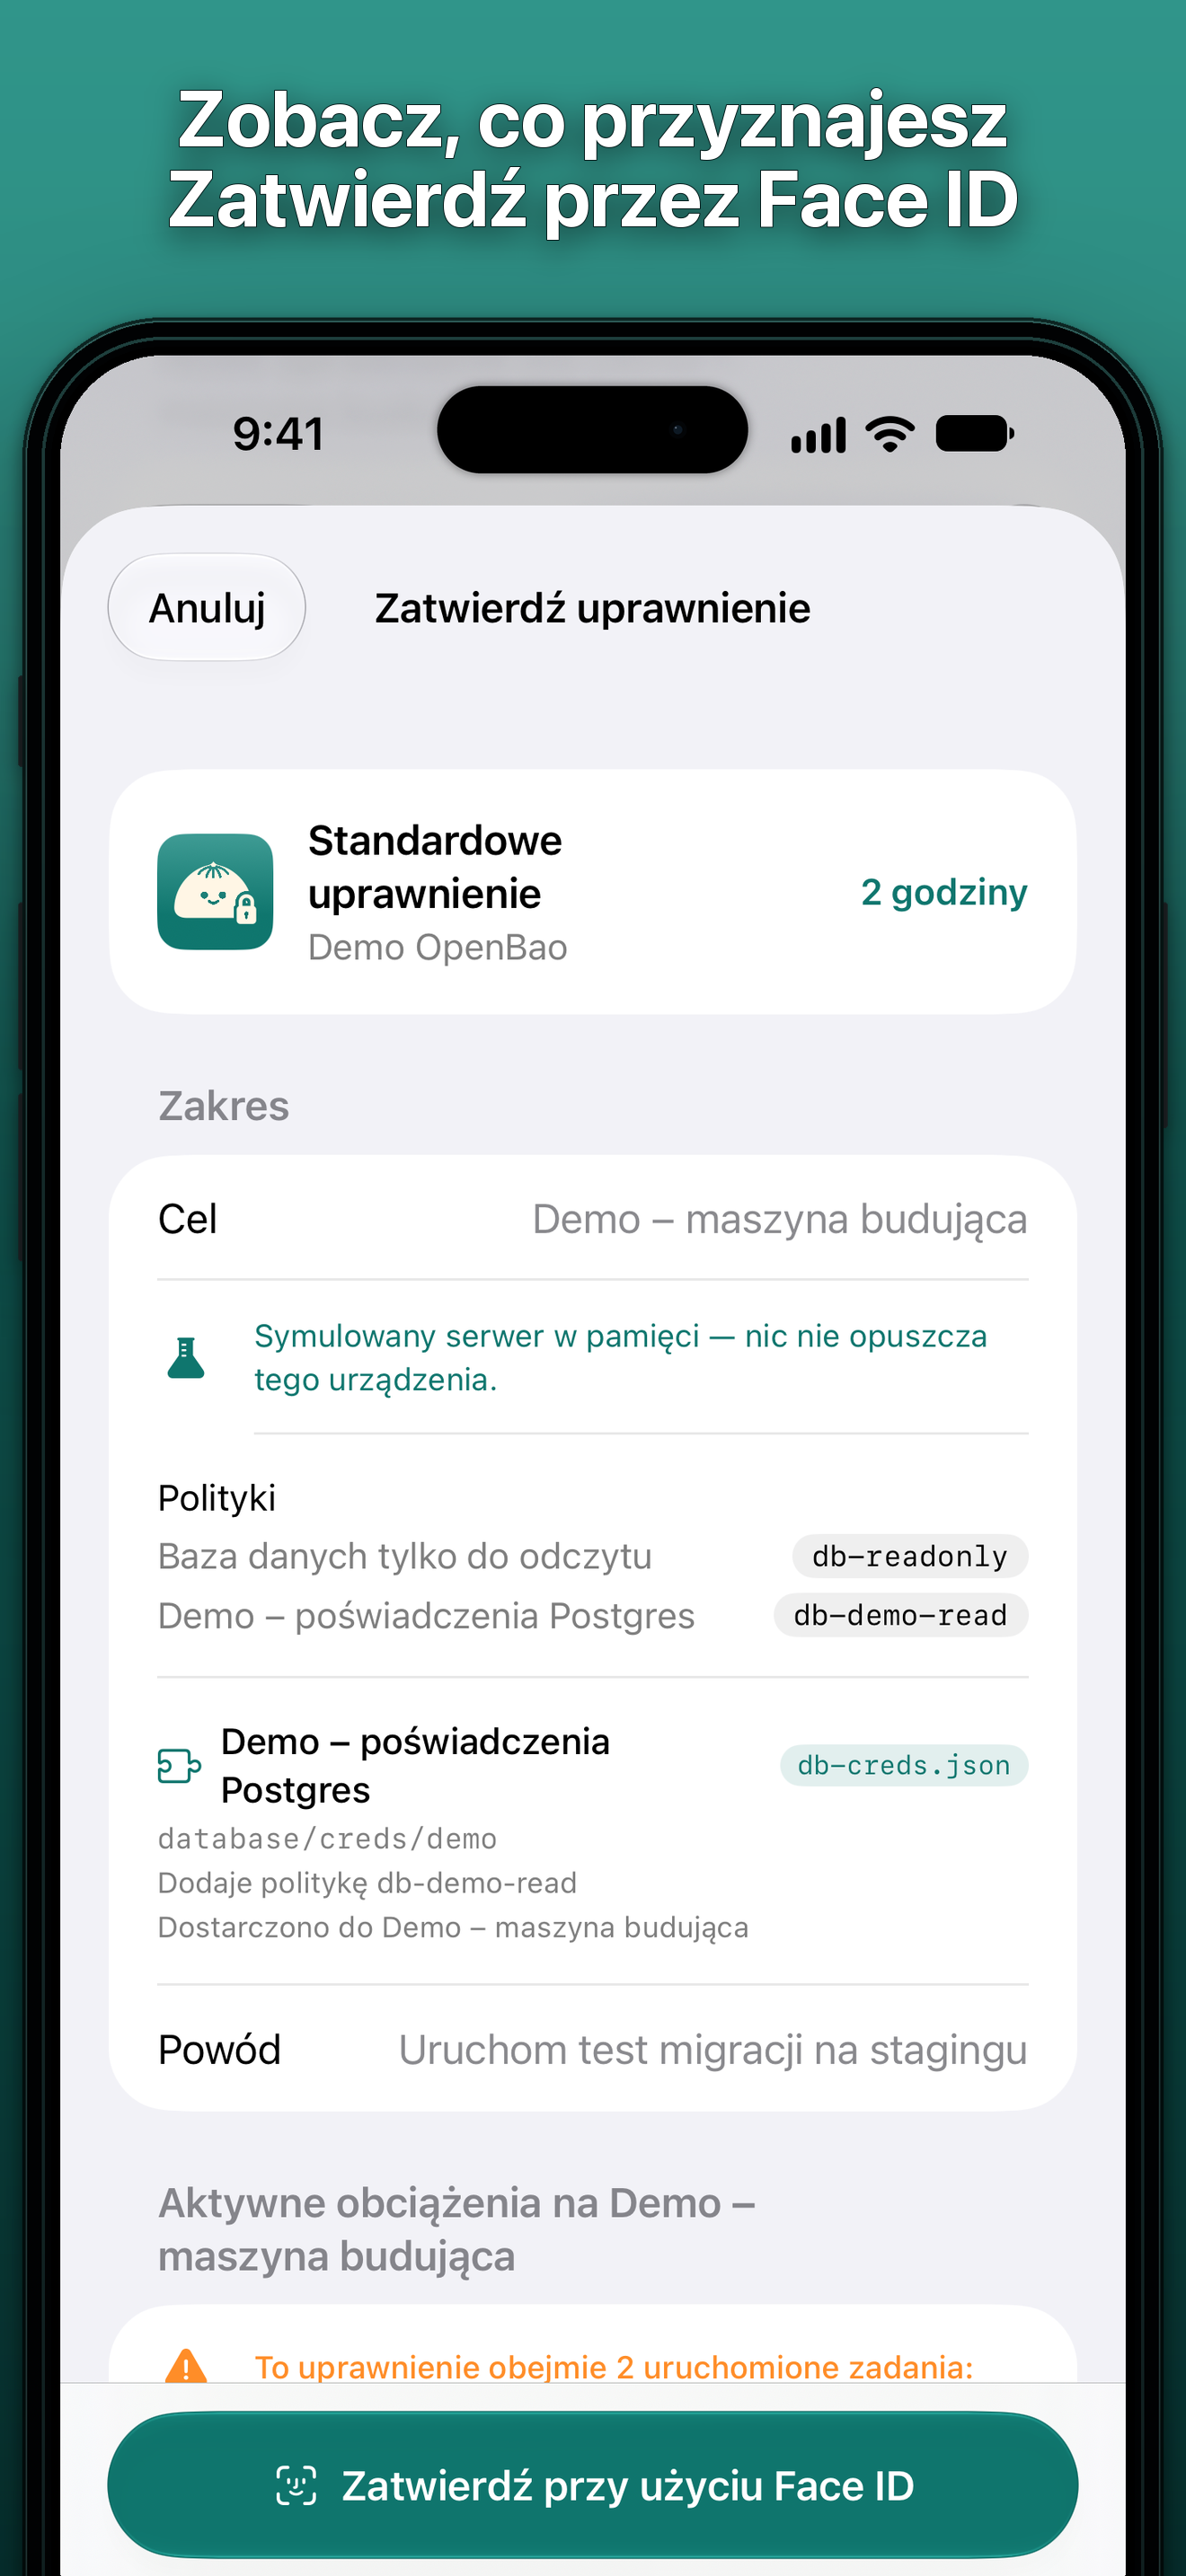 Zobacz, co przyznajesz
Zatwierdź przez Face ID
9:41
Anuluj
Zatwierdź uprawnienie
Standardowe
uprawnienie
Demo OpenBao
2 godziny
Zakres
Cel
Demo – maszyna budująca
Symulowany serwer w pamięci — nic nie opuszcza
tego urządzenia.
Polityki
Baza danych tylko do odczytu
db-readonly
Demo – poświadczenia Postgres
db-demo-read
Demo – poświadczenia
Postgres
db-creds.json
database/creds/demo
Dodaje politykę db-demo-read
Dostarczono do Demo – maszyna budująca
Powód
Uruchom test migracji na stagingu
Aktywne obciążenia na Demo –
maszyna budująca
To uprawnienie obejmie 2 uruchomione zadania:
Zatwierdź przy użyciu Face ID